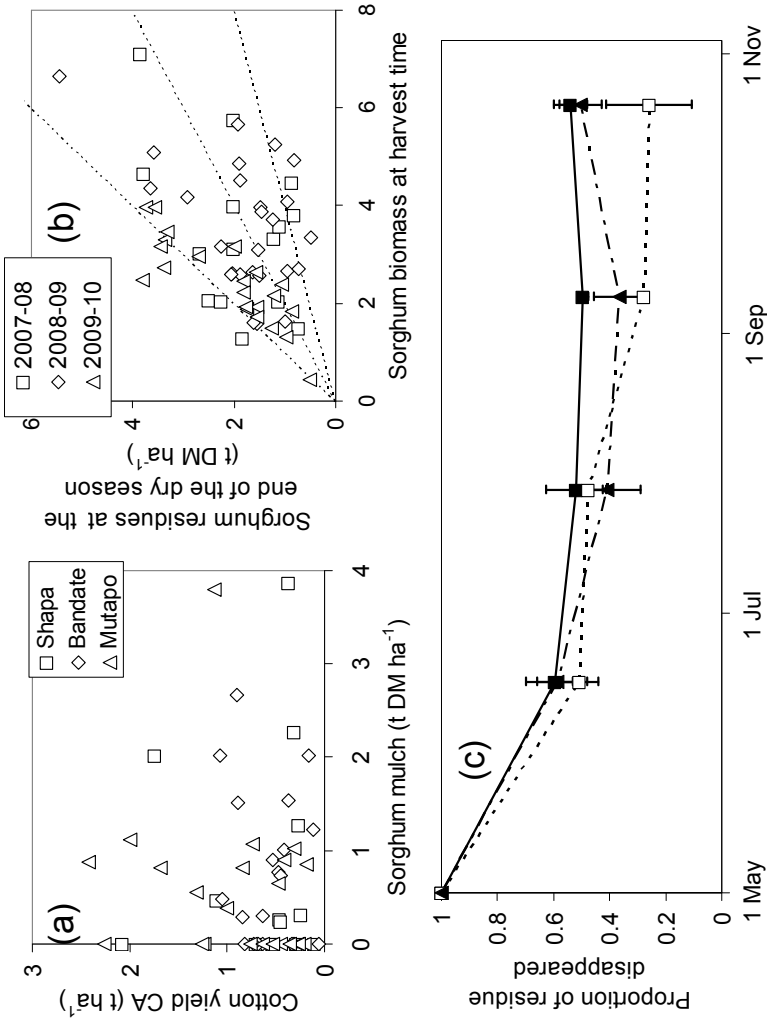 (a)
Cotton yield CA (t ha⁻¹)
3
2
1
0
0
1
2
3
4
Sorghum mulch (t DM ha⁻¹)
Shapa
Bandate
Mutapo
(b)
Sorghum residues at the
end of the dry season
(t DM ha⁻¹)
6
4
2
0
0
2
4
6
8
Sorghum biomass at harvest time
2007-08
2008-09
2009-10
(c)
Proportion of residue
disappeared
1
0.8
0.6
0.4
0.2
0
1 May
1 Jul
1 Sep
1 Nov